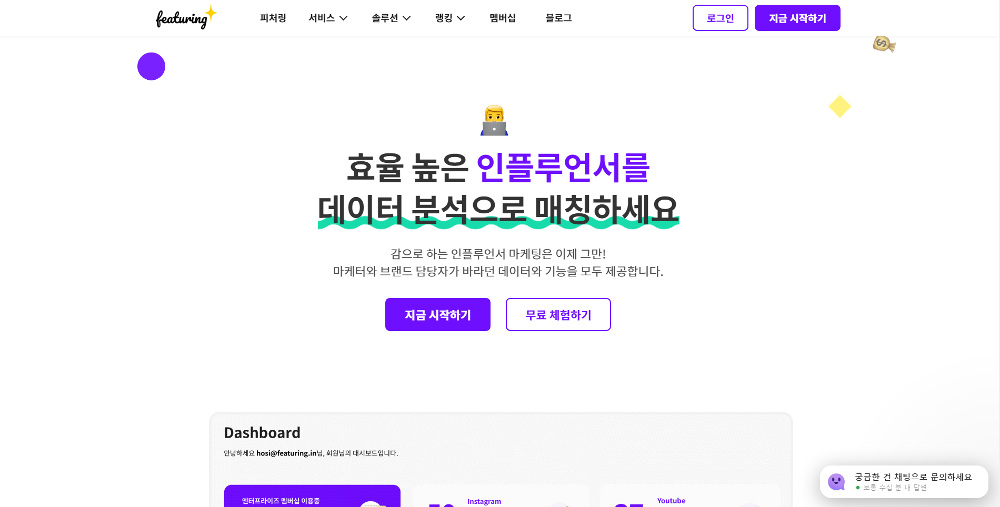 featuring
피처링
서비스
솔루션
랭킹
멤버십
블로그
로그인
지금 시작하기
효율 높은 인플루언서를
데이터 분석으로 매칭하세요
감으로 하는 인플루언서 마케팅은 이제 그만!
마케터와 브랜드 담당자가 바라던 데이터와 기능을 모두 제공합니다.
지금 시작하기
무료 체험하기
Dashboard
안녕하세요 hosi@featuring.in님, 회원님의 대시보드입니다.
엔터프라이즈 멤버십 이용중
Instagram
Youtube
궁금한 건 채팅으로 문의하세요
보통 수십 분 내 답변